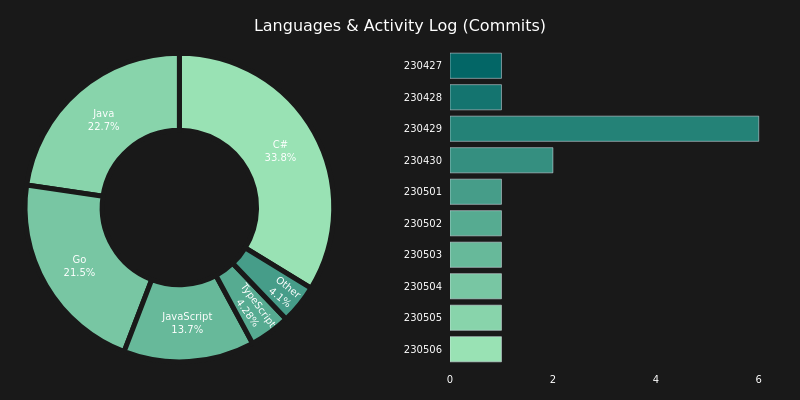 Languages & Activity Log (Commits)
Java
22.7%
C#
33.8%
Go
21.5%
JavaScript
13.7%
TypeScript
4.28%
Other
4.1%
230427
230428
230429
230430
230501
230502
230503
230504
230505
230506
0 2 4 6